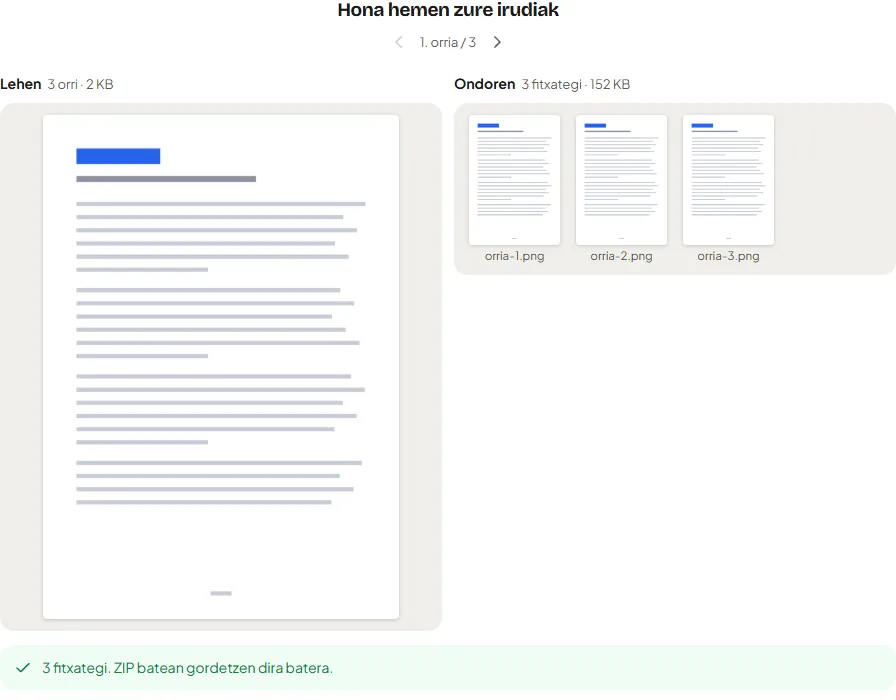 Hona hemen zure irudiak
1. orria / 3
Lehen 3 orri · 2 KB
Ondoren 3 fitxategi · 152 KB
orria-1.png
orria-2.png
orria-3.png
3 fitxategi. ZIP batean gordetzen dira batera.